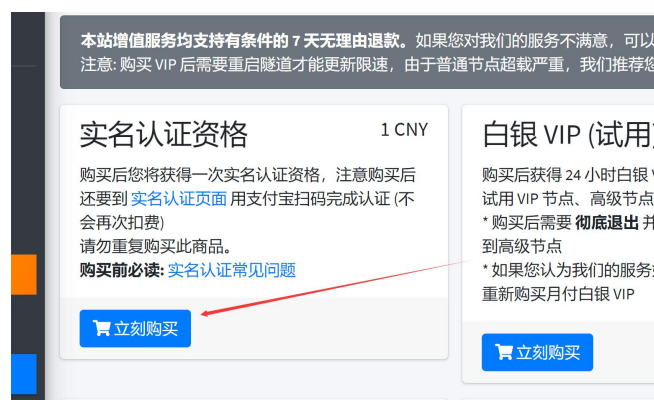 本站增值服务均支持有条件的 7 天无理由退款。如果您对我们的服务不满意，可以
注意: 购买 VIP 后需要重启隧道才能更新限速，由于普通节点超载严重，我们推荐您
实名认证资格
1 CNY
购买后您将获得一次实名认证资格，注意购买后
还要到 实名认证页面 用支付宝扫码完成认证 (不
会再次扣费)
请勿重复购买此商品。
购买前必读: 实名认证常见问题
立刻购买
白银 VIP (试用)
购买后获得 24 小时白银 V
试用 VIP 节点、高级节点
* 购买后需要 彻底退出 并
到高级节点
* 如果您认为我们的服务
重新购买月付白银 VIP
立刻购买